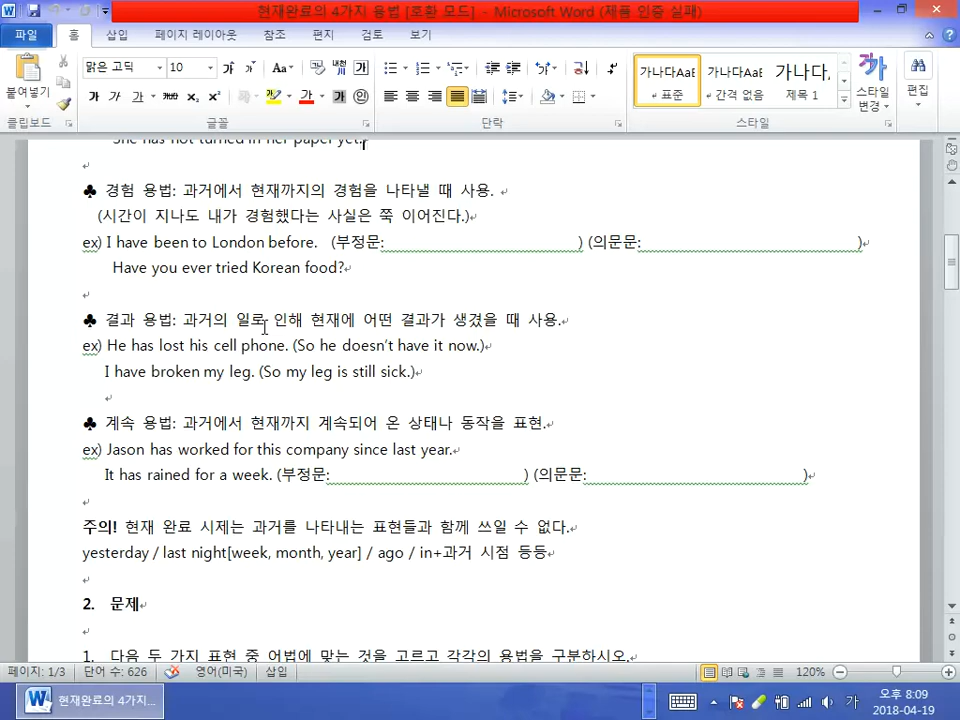 현재완료의 4가지 용법 [호환 모드] - Microsoft Word (제품 인증 실패)
파일 홈 삽입 페이지 레이아웃 참조 편지 검토 보기
맑은 고딕 10
붙여넣기
클립보드 글꼴 단락 스타일
가나다AaB 가나다AaB 가나다.
표준 간격 없음 제목 1
스타일 변경
편집
She has not turned in her paper yet.
♣ 경험 용법: 과거에서 현재까지의 경험을 나타낼 때 사용.
(시간이 지나도 내가 경험했다는 사실은 쭉 이어진다.)
ex) I have been to London before. (부정문: ) (의문문: )
Have you ever tried Korean food?
♣ 결과 용법: 과거의 일로 인해 현재에 어떤 결과가 생겼을 때 사용.
ex) He has lost his cell phone. (So he doesn't have it now.)
I have broken my leg. (So my leg is still sick.)
♣ 계속 용법: 과거에서 현재까지 계속되어 온 상태나 동작을 표현.
ex) Jason has worked for this company since last year.
It has rained for a week. (부정문: ) (의문문: )
주의! 현재 완료 시제는 과거를 나타내는 표현들과 함께 쓰일 수 없다.
yesterday / last night[week, month, year] / ago / in+과거 시점 등등
2. 문제
1. 다음 두 가지 표현 중 어법에 맞는 것을 고르고 각각의 용법을 구분하시오.
페이지: 1/3 단어 수: 626 영어(미국) 삽입 120%
현재완료의 4가지... 가 오후 8:09
2018-04-19